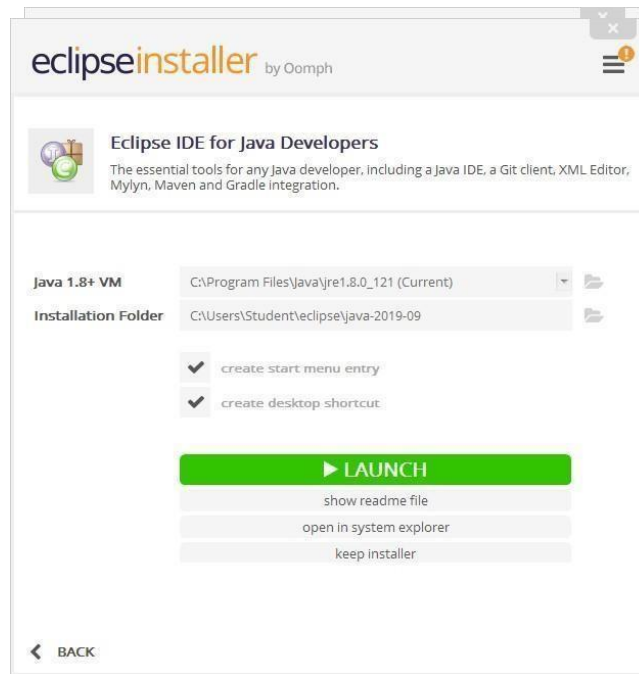 eclipseinstaller by Oomph
Eclipse IDE for Java Developers
The essential tools for any Java developer, including a Java IDE, a Git client, XML Editor,
Mylyn, Maven and Gradle integration.
Java 1.8+ VM C:\Program Files\Java\jre1.8.0_121 (Current)
Installation Folder C:\Users\Student\eclipse\java-2019-09
create start menu entry
create desktop shortcut
LAUNCH
show readme file
open in system explorer
keep installer
BACK